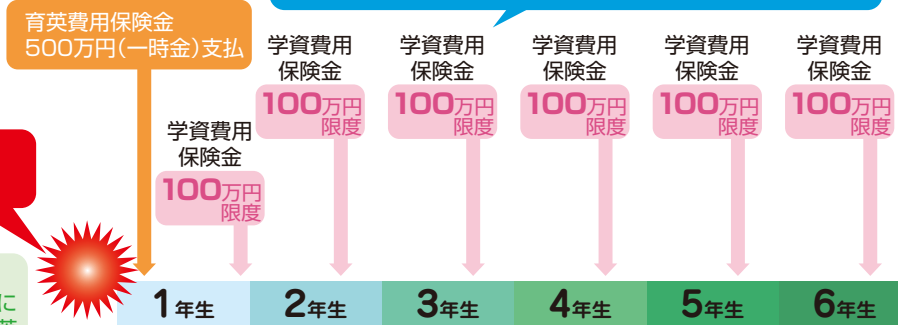 育英費用保険金
500万円(一時金)支払
学資費用
保険金
100万円
限度
学資費用
保険金
100万円
限度
学資費用
保険金
100万円
限度
学資費用
保険金
100万円
限度
学資費用
保険金
100万円
限度
学資費用
保険金
100万円
限度
に
1年生
2年生
3年生
4年生
5年生
6年生